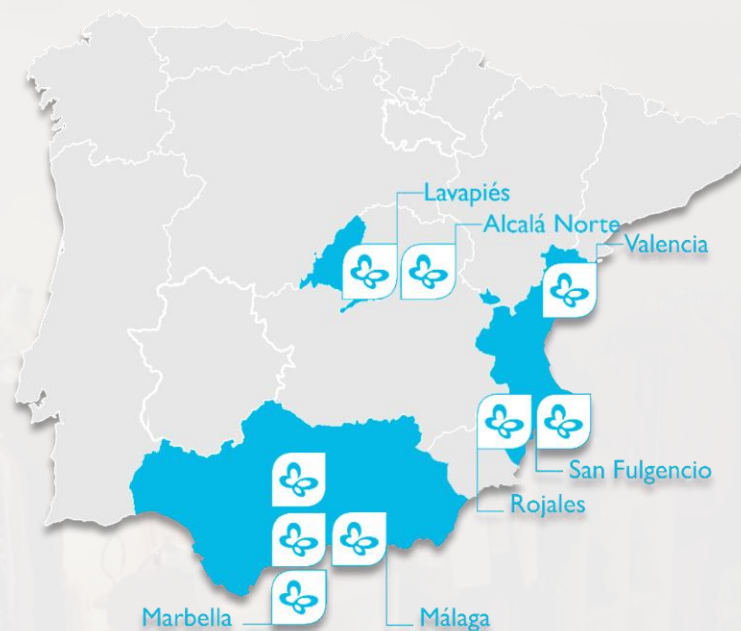 Lavapiés
Alcalá Norte
Valencia
San Fulgencio
Rojales
Marbella
Málaga